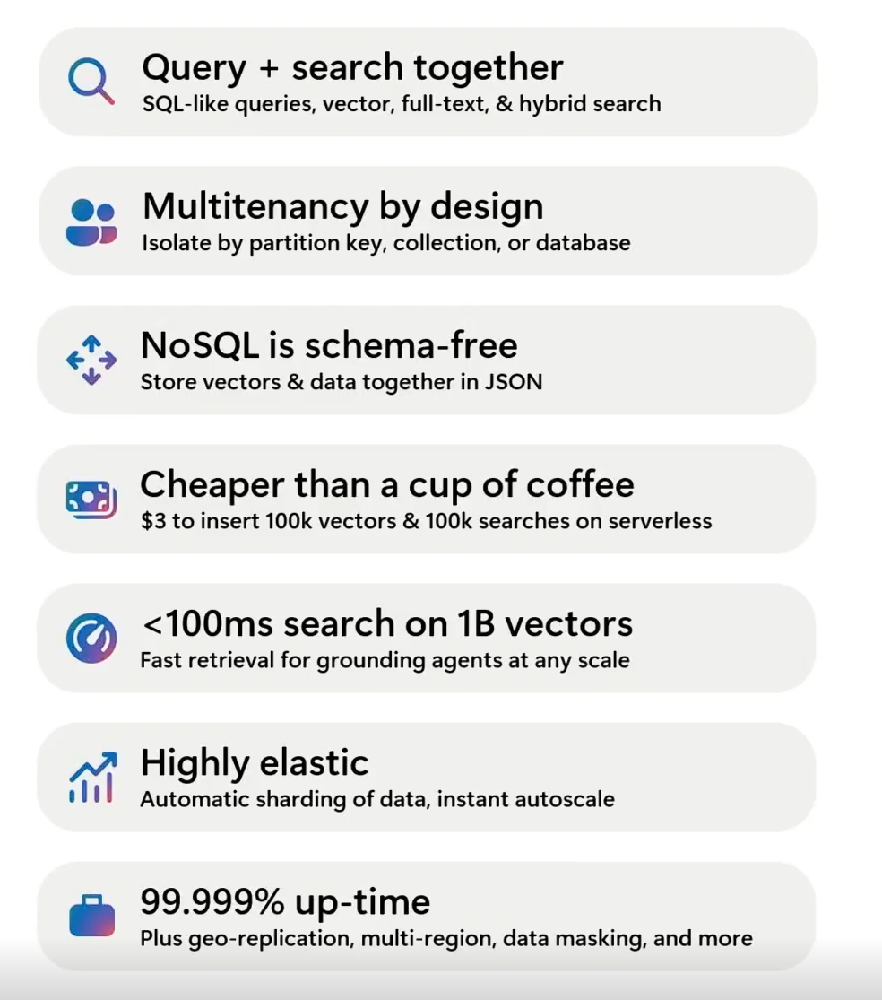 Query + search together
SQL-like queries, vector, full-text, & hybrid search
Multitenancy by design
Isolate by partition key, collection, or database
NoSQL is schema-free
Store vectors & data together in JSON
Cheaper than a cup of coffee
$3 to insert 100k vectors & 100k searches on serverless
<100ms search on 1B vectors
Fast retrieval for grounding agents at any scale
Highly elastic
Automatic sharding of data, instant autoscale
99.999% up-time
Plus geo-replication, multi-region, data masking, and more